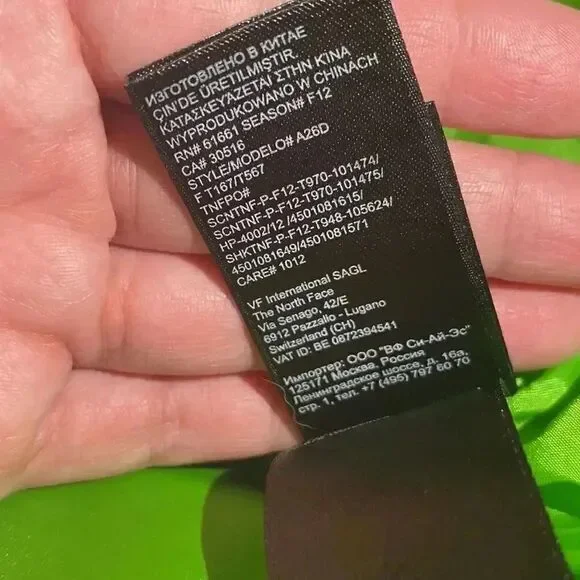 ИЗГОТОВЛЕНО В КИТАЕ
ÇIN'DE ÜRETILMIŞTIR.
ΚΑΤΑΣΚΕΥΑΖΕΤΑΙ ΣΤΗΝ ΚΙΝΑ
WYPRODUKOWANO W CHINACH
RN# 61661 SEASON# F12
CA# 30516
STYLE/MODELO# A26D
F T167/T567
TNFPO#
SCNTNF-P-F12-T970-101474/
SCNTNF-P-F12-T970-101475/
HP-4002/12 /4501081615/
SHKTNF-P-F12-T948-105624/
4501081649/4501081571
CARE# 1012
VF International SAGL
The North Face
Via Senago, 42/E
6912 Pazzallo - Lugano
Switzerland (CH)
VAT ID: BE 0872394541
Импортер: ООО "ВФ Си-Ай-Эс"
125171 Москва, Россия
Ленинградское шоссе, д. 16а,
стр. 1, тел. +7 (495) 797 60 70